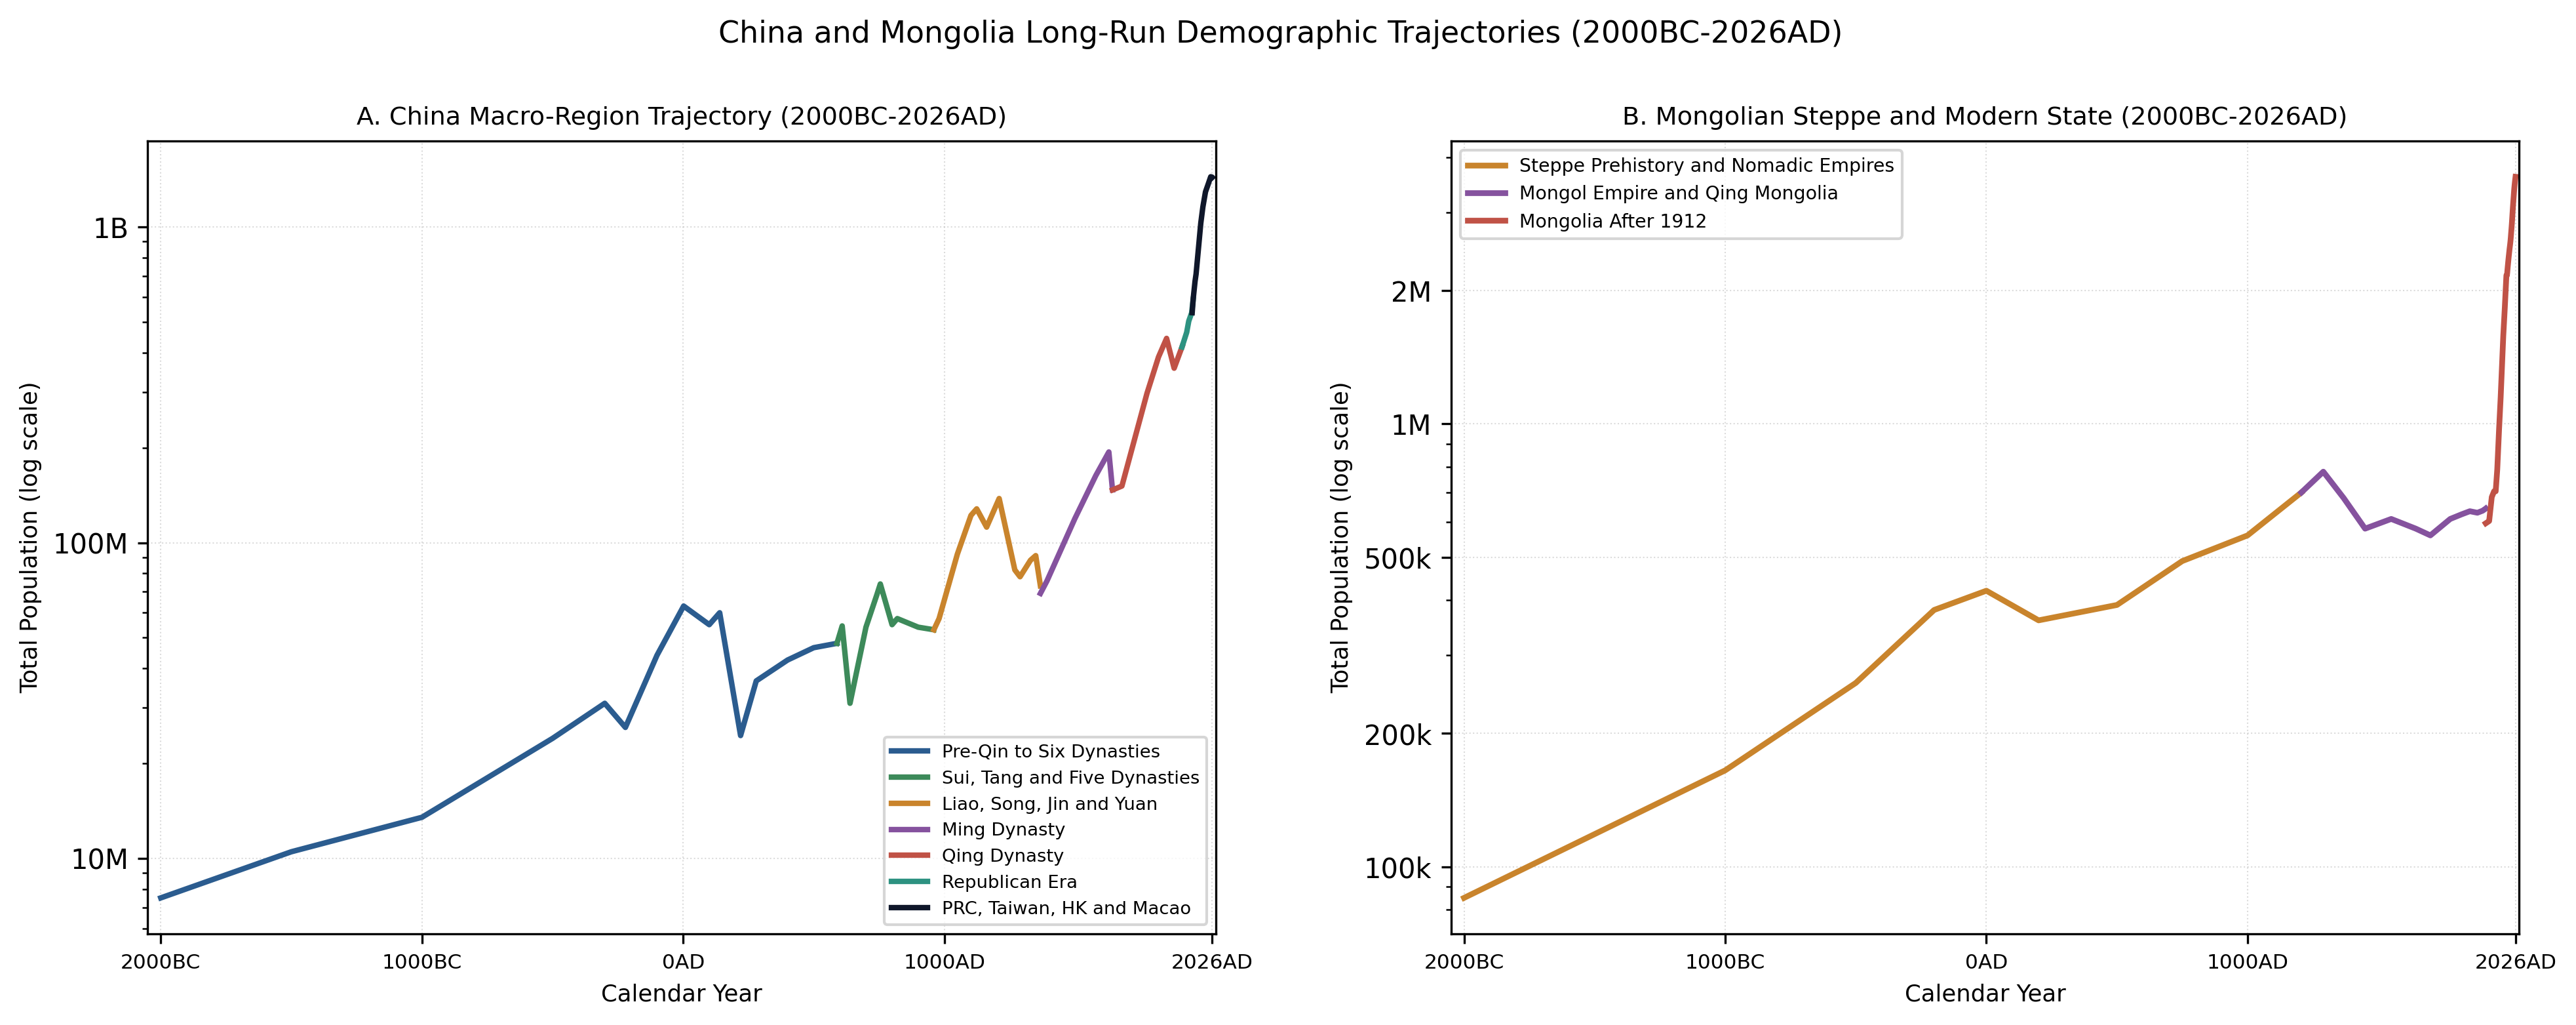 China and Mongolia Long-Run Demographic Trajectories (2000BC-2026AD)
A. China Macro-Region Trajectory (2000BC-2026AD)
Total Population (log scale)
1B
100M
10M
Pre-Qin to Six Dynasties
Sui, Tang and Five Dynasties
Liao, Song, Jin and Yuan
Ming Dynasty
Qing Dynasty
Republican Era
PRC, Taiwan, HK and Macao
2000BC 1000BC 0AD 1000AD 2026AD
Calendar Year
B. Mongolian Steppe and Modern State (2000BC-2026AD)
Steppe Prehistory and Nomadic Empires
Mongol Empire and Qing Mongolia
Mongolia After 1912
Total Population (log scale)
2M
1M
500k
200k
100k
2000BC 1000BC 0AD 1000AD 2026AD
Calendar Year